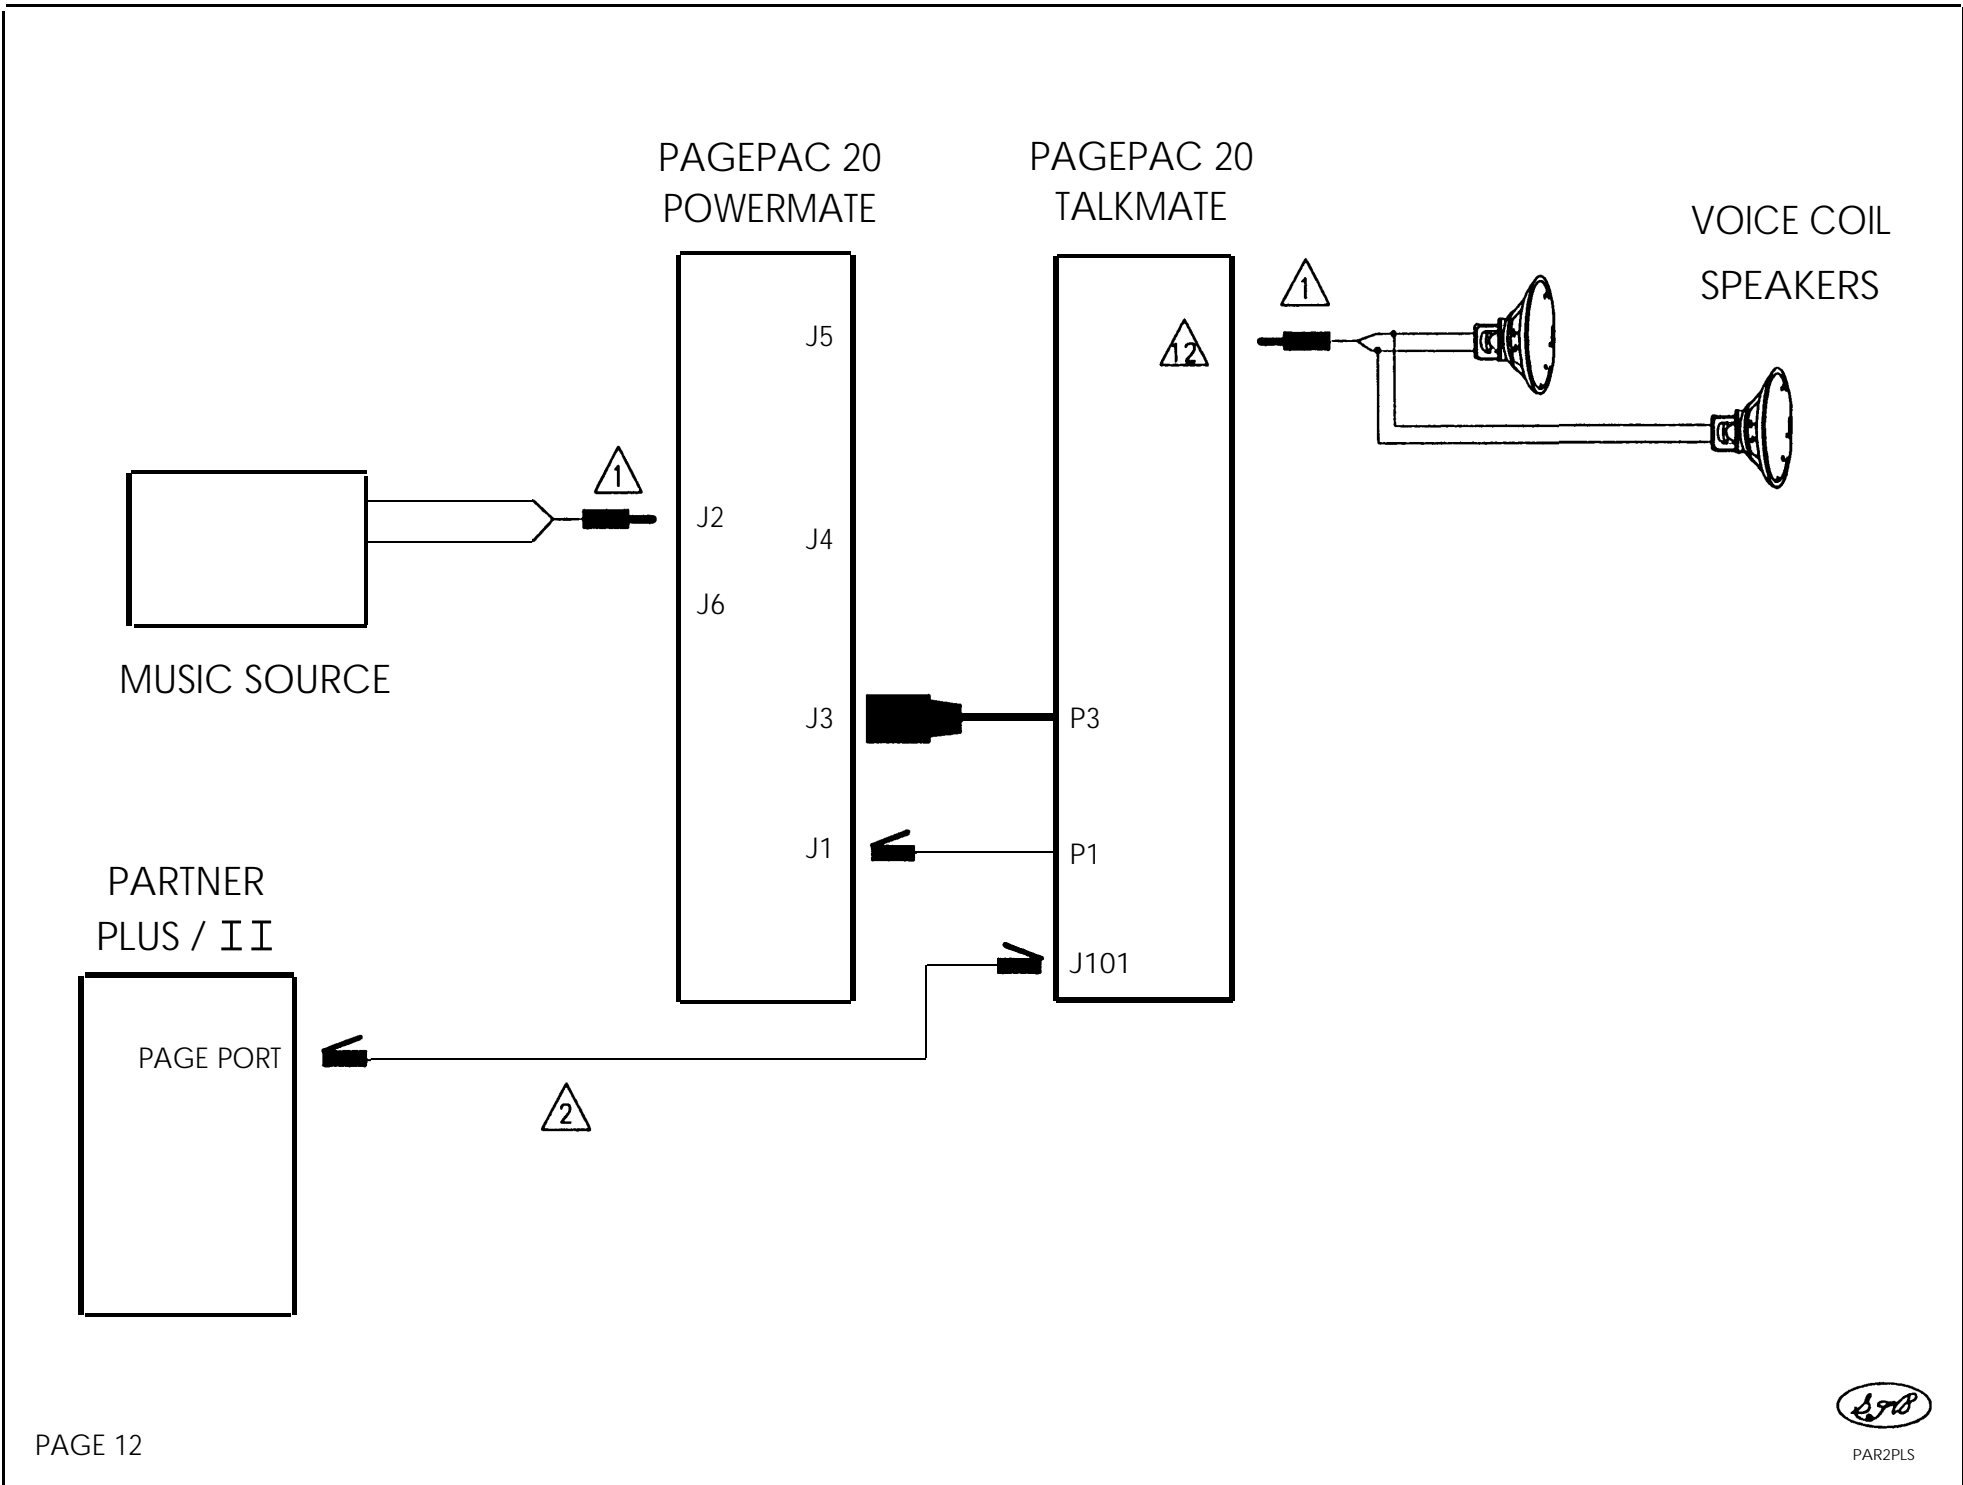 PAGEPAC 20
POWERMATE
PAGEPAC 20
TALKMATE
VOICE COIL
SPEAKERS
1
J5
12
1
J2
J4
J6
MUSIC SOURCE
J3
P3
J1
P1
PARTNER
PLUS / II
J101
PAGE PORT
2
PAGE 12
PAR2PLS